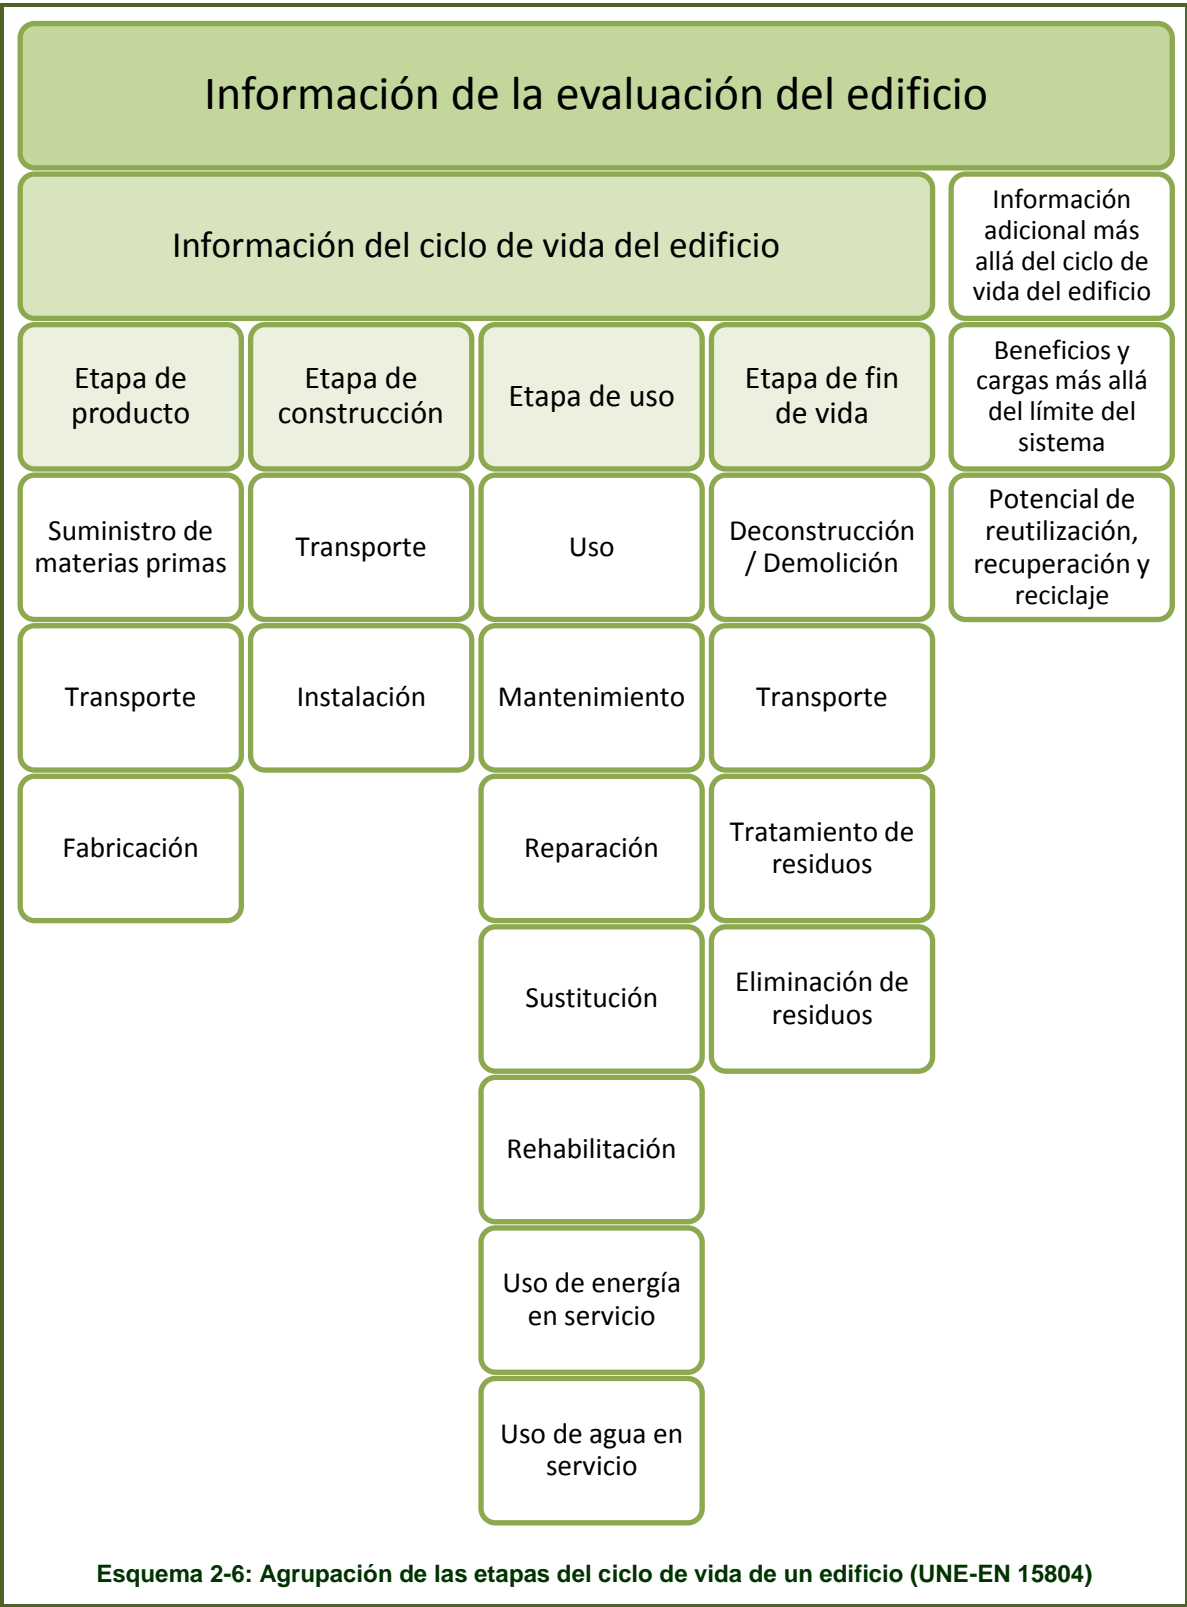 Información de la evaluación del edificio
Información del ciclo de vida del edificio
Información
adicional más
allá del ciclo de
vida del edificio
Etapa de
producto
Etapa de
construcción
Etapa de uso
Etapa de fin
de vida
Beneficios y
cargas más allá
del límite del
sistema
Suministro de
materias primas
Transporte
Uso
Deconstrucción
/ Demolición
Potencial de
reutilización,
recuperación y
reciclaje
Transporte
Instalación
Mantenimiento
Transporte
Fabricación
Reparación
Tratamiento de
residuos
Sustitución
Eliminación de
residuos
Rehabilitación
Uso de energía
en servicio
Uso de agua en
servicio
Esquema 2-6: Agrupación de las etapas del ciclo de vida de un edificio (UNE-EN 15804)